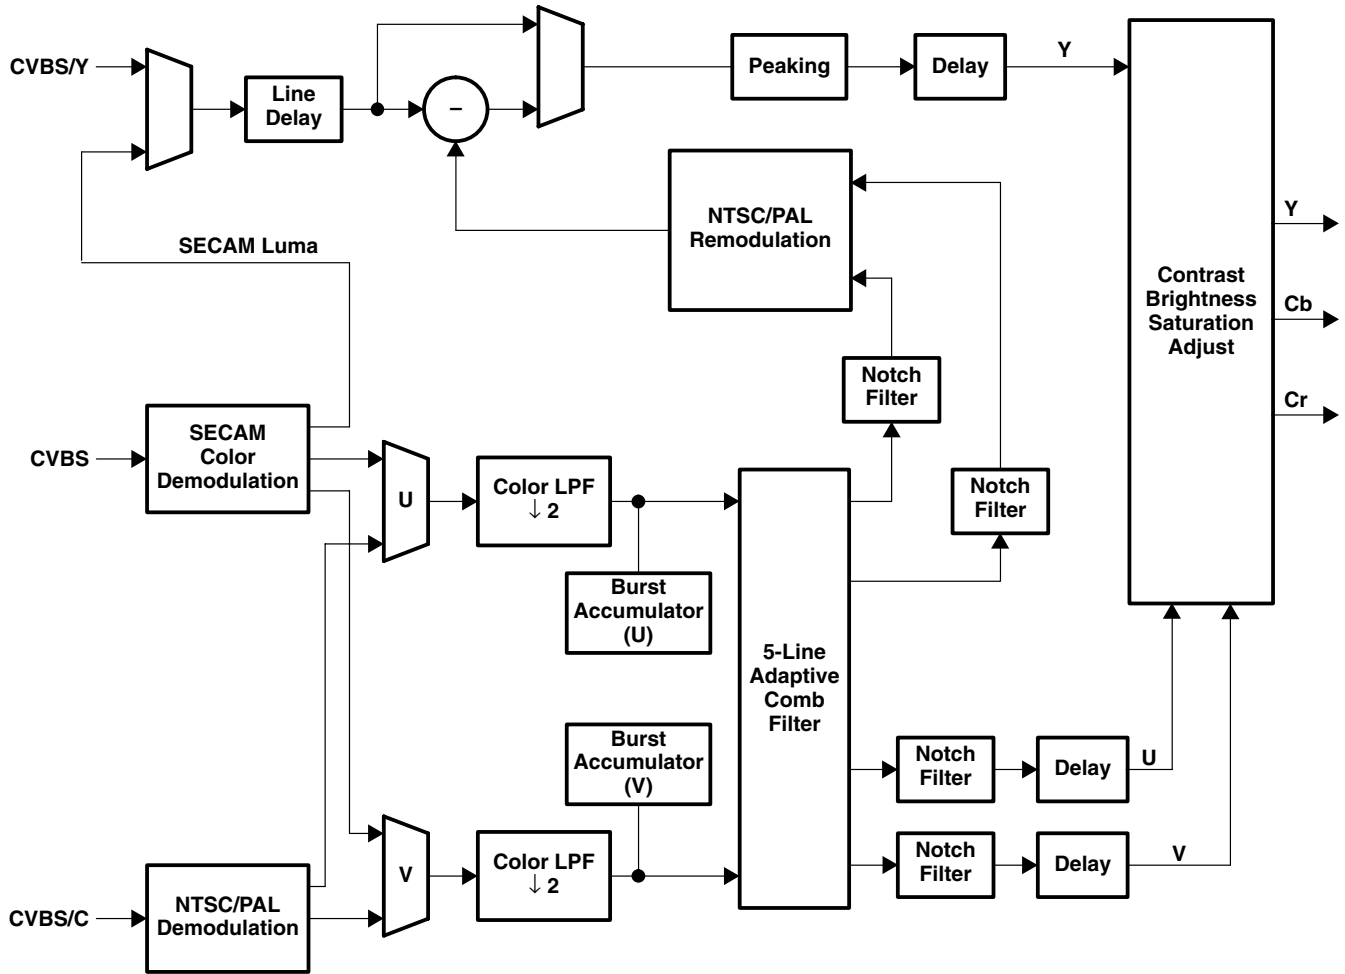 CVBS/Y
Line
Delay
–
Peaking
Delay
Y
SECAM Luma
NTSC/PAL
Remodulation
Contrast
Brightness
Saturation
Adjust
Y
Cb
Cr
CVBS
SECAM
Color
Demodulation
U
Color LPF
↓ 2
Burst
Accumulator
(U)
Notch
Filter
Notch
Filter
5-Line
Adaptive
Comb
Filter
Burst
Accumulator
(V)
Notch
Filter
Delay
U
Notch
Filter
Delay
V
CVBS/C
NTSC/PAL
Demodulation
V
Color LPF
↓ 2